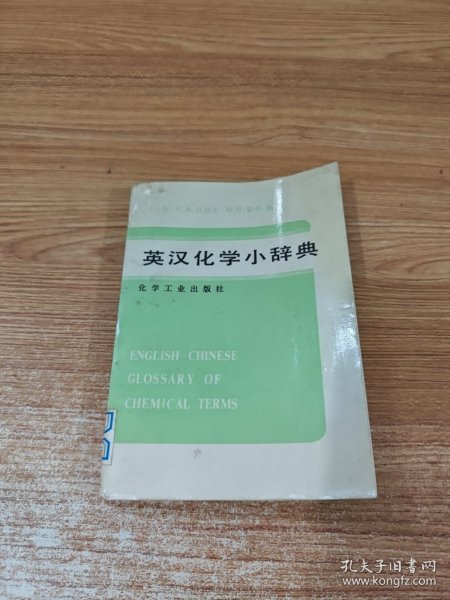 英汉化学小辞典
化学工业出版社
ENGLISH-CHINESE
GLOSSARY OF
CHEMICAL TERMS
孔夫子旧书网
www.kongfz.com